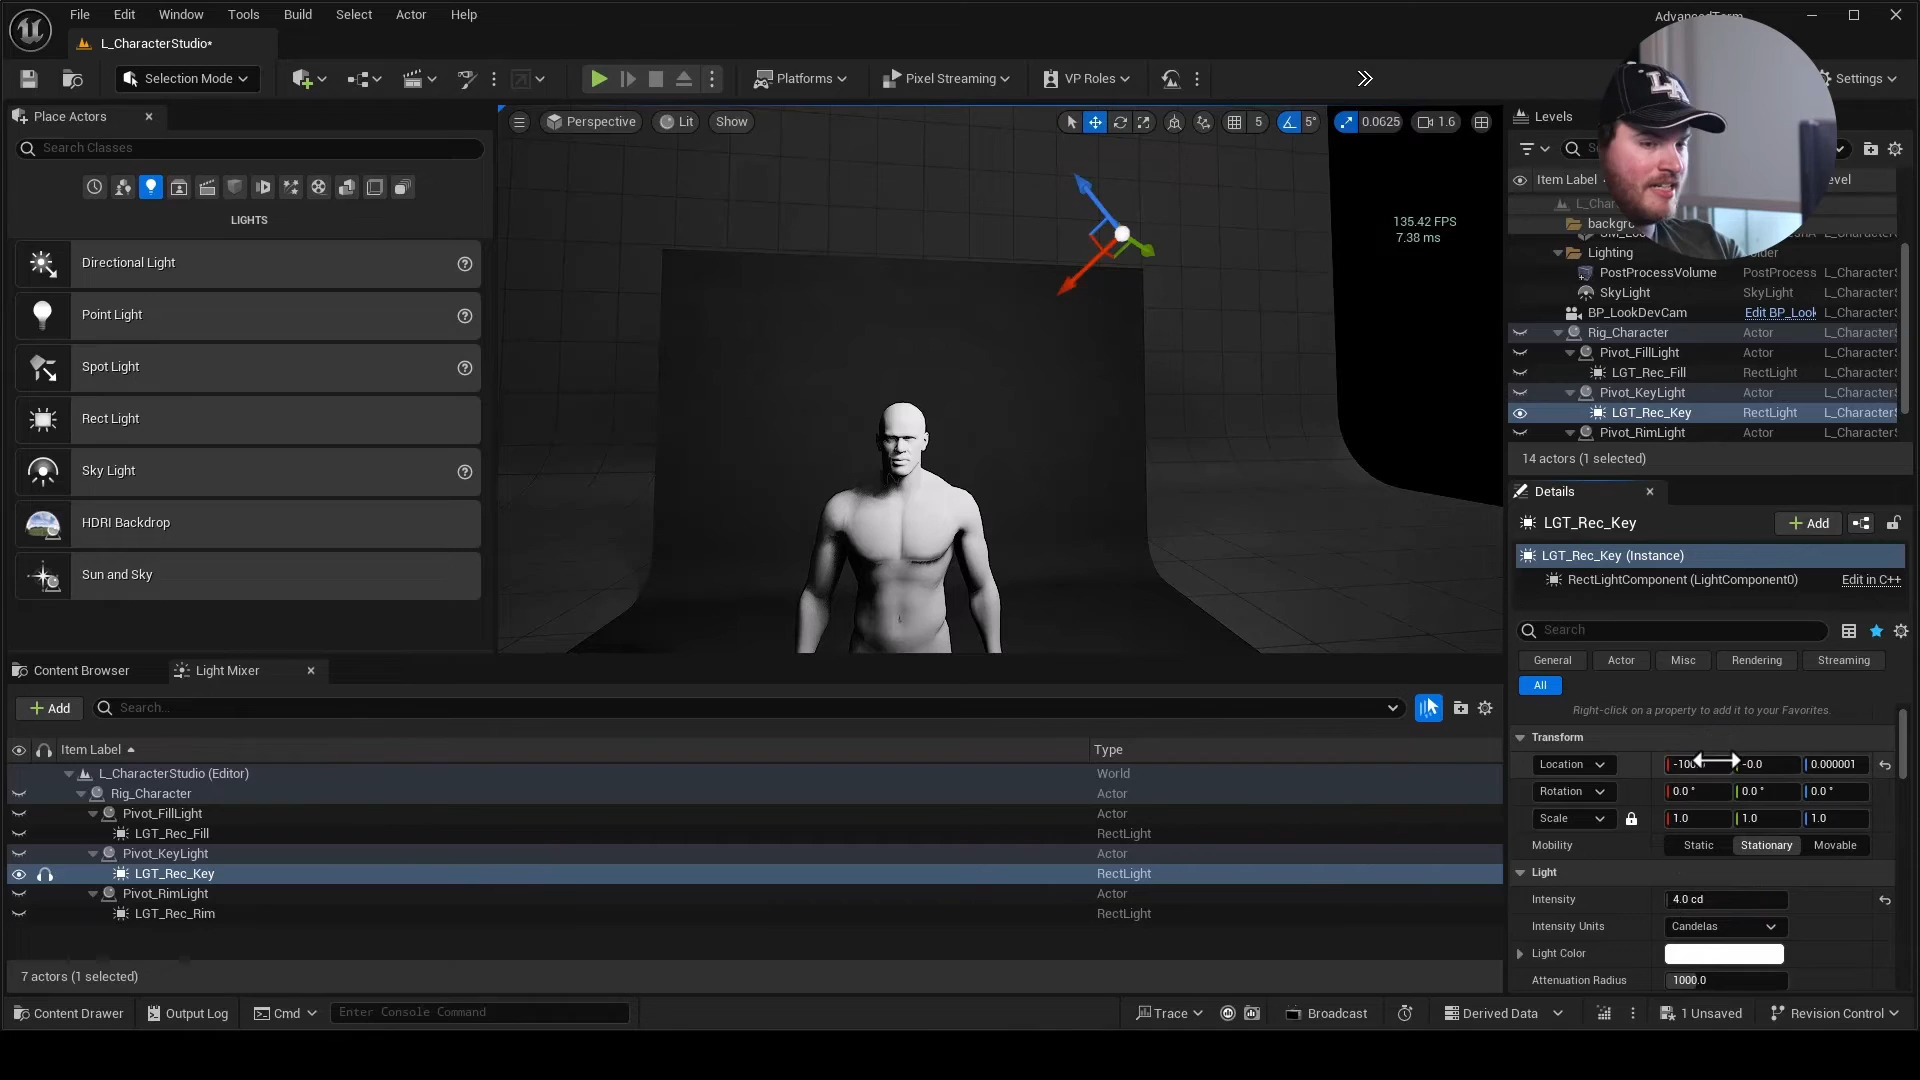 File Edit Window Tools Build Select Actor Help
L_CharacterStudio*
Selection Mode
Platforms
Pixel Streaming
VP Roles
Settings
Place Actors
Search Classes
LIGHTS
Directional Light
Point Light
Spot Light
Rect Light
Sky Light
HDRI Backdrop
Sun and Sky
Perspective
Lit
Show
5
5°
0.0625
1.6
135.42 FPS
7.38 ms
Levels
Item Label
Lighting
PostProcessVolume PostProcess L_Character
SkyLight SkyLight L_Character
BP_LookDevCam Edit BP_Look L_Character
Rig_Character Actor L_Character
Pivot_FillLight Actor L_Character
LGT_Rec_Fill RectLight L_Character
Pivot_KeyLight Actor L_Character
LGT_Rec_Key RectLight L_Character
Pivot_RimLight Actor L_Character
14 actors (1 selected)
Details
LGT_Rec_Key
Add
LGT_Rec_Key (Instance)
RectLightComponent (LightComponent0) Edit in C++
Search
General Actor Misc Rendering Streaming
All
Right-click on a property to add it to your Favorites.
Transform
Location -0.0 0.000001
Rotation 0.0° 0.0° 0.0°
Scale 1.0 1.0 1.0
Mobility Static Stationary Movable
Light
Intensity 4.0 cd
Intensity Units Candelas
Light Color
Attenuation Radius 1000.0
Content Browser
Light Mixer
Add
Search...
Item Label Type
L_CharacterStudio (Editor) World
Rig_Character Actor
Pivot_FillLight Actor
LGT_Rec_Fill RectLight
Pivot_KeyLight Actor
LGT_Rec_Key RectLight
Pivot_RimLight Actor
LGT_Rec_Rim RectLight
7 actors (1 selected)
Content Drawer
Output Log
Cmd
Enter Console Command
Trace
Broadcast
Derived Data
1 Unsaved
Revision Control